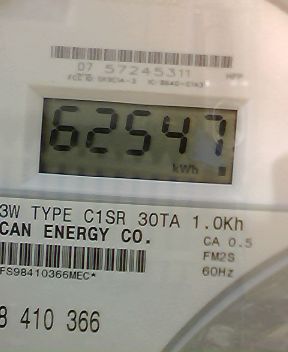 07 57245311
62547
kWh
3W TYPE C1SR 30TA 1.0Kh
CAN ENERGY CO.
CA 0.5
FM2S
60Hz
FS98410366MEC*
8 410 366